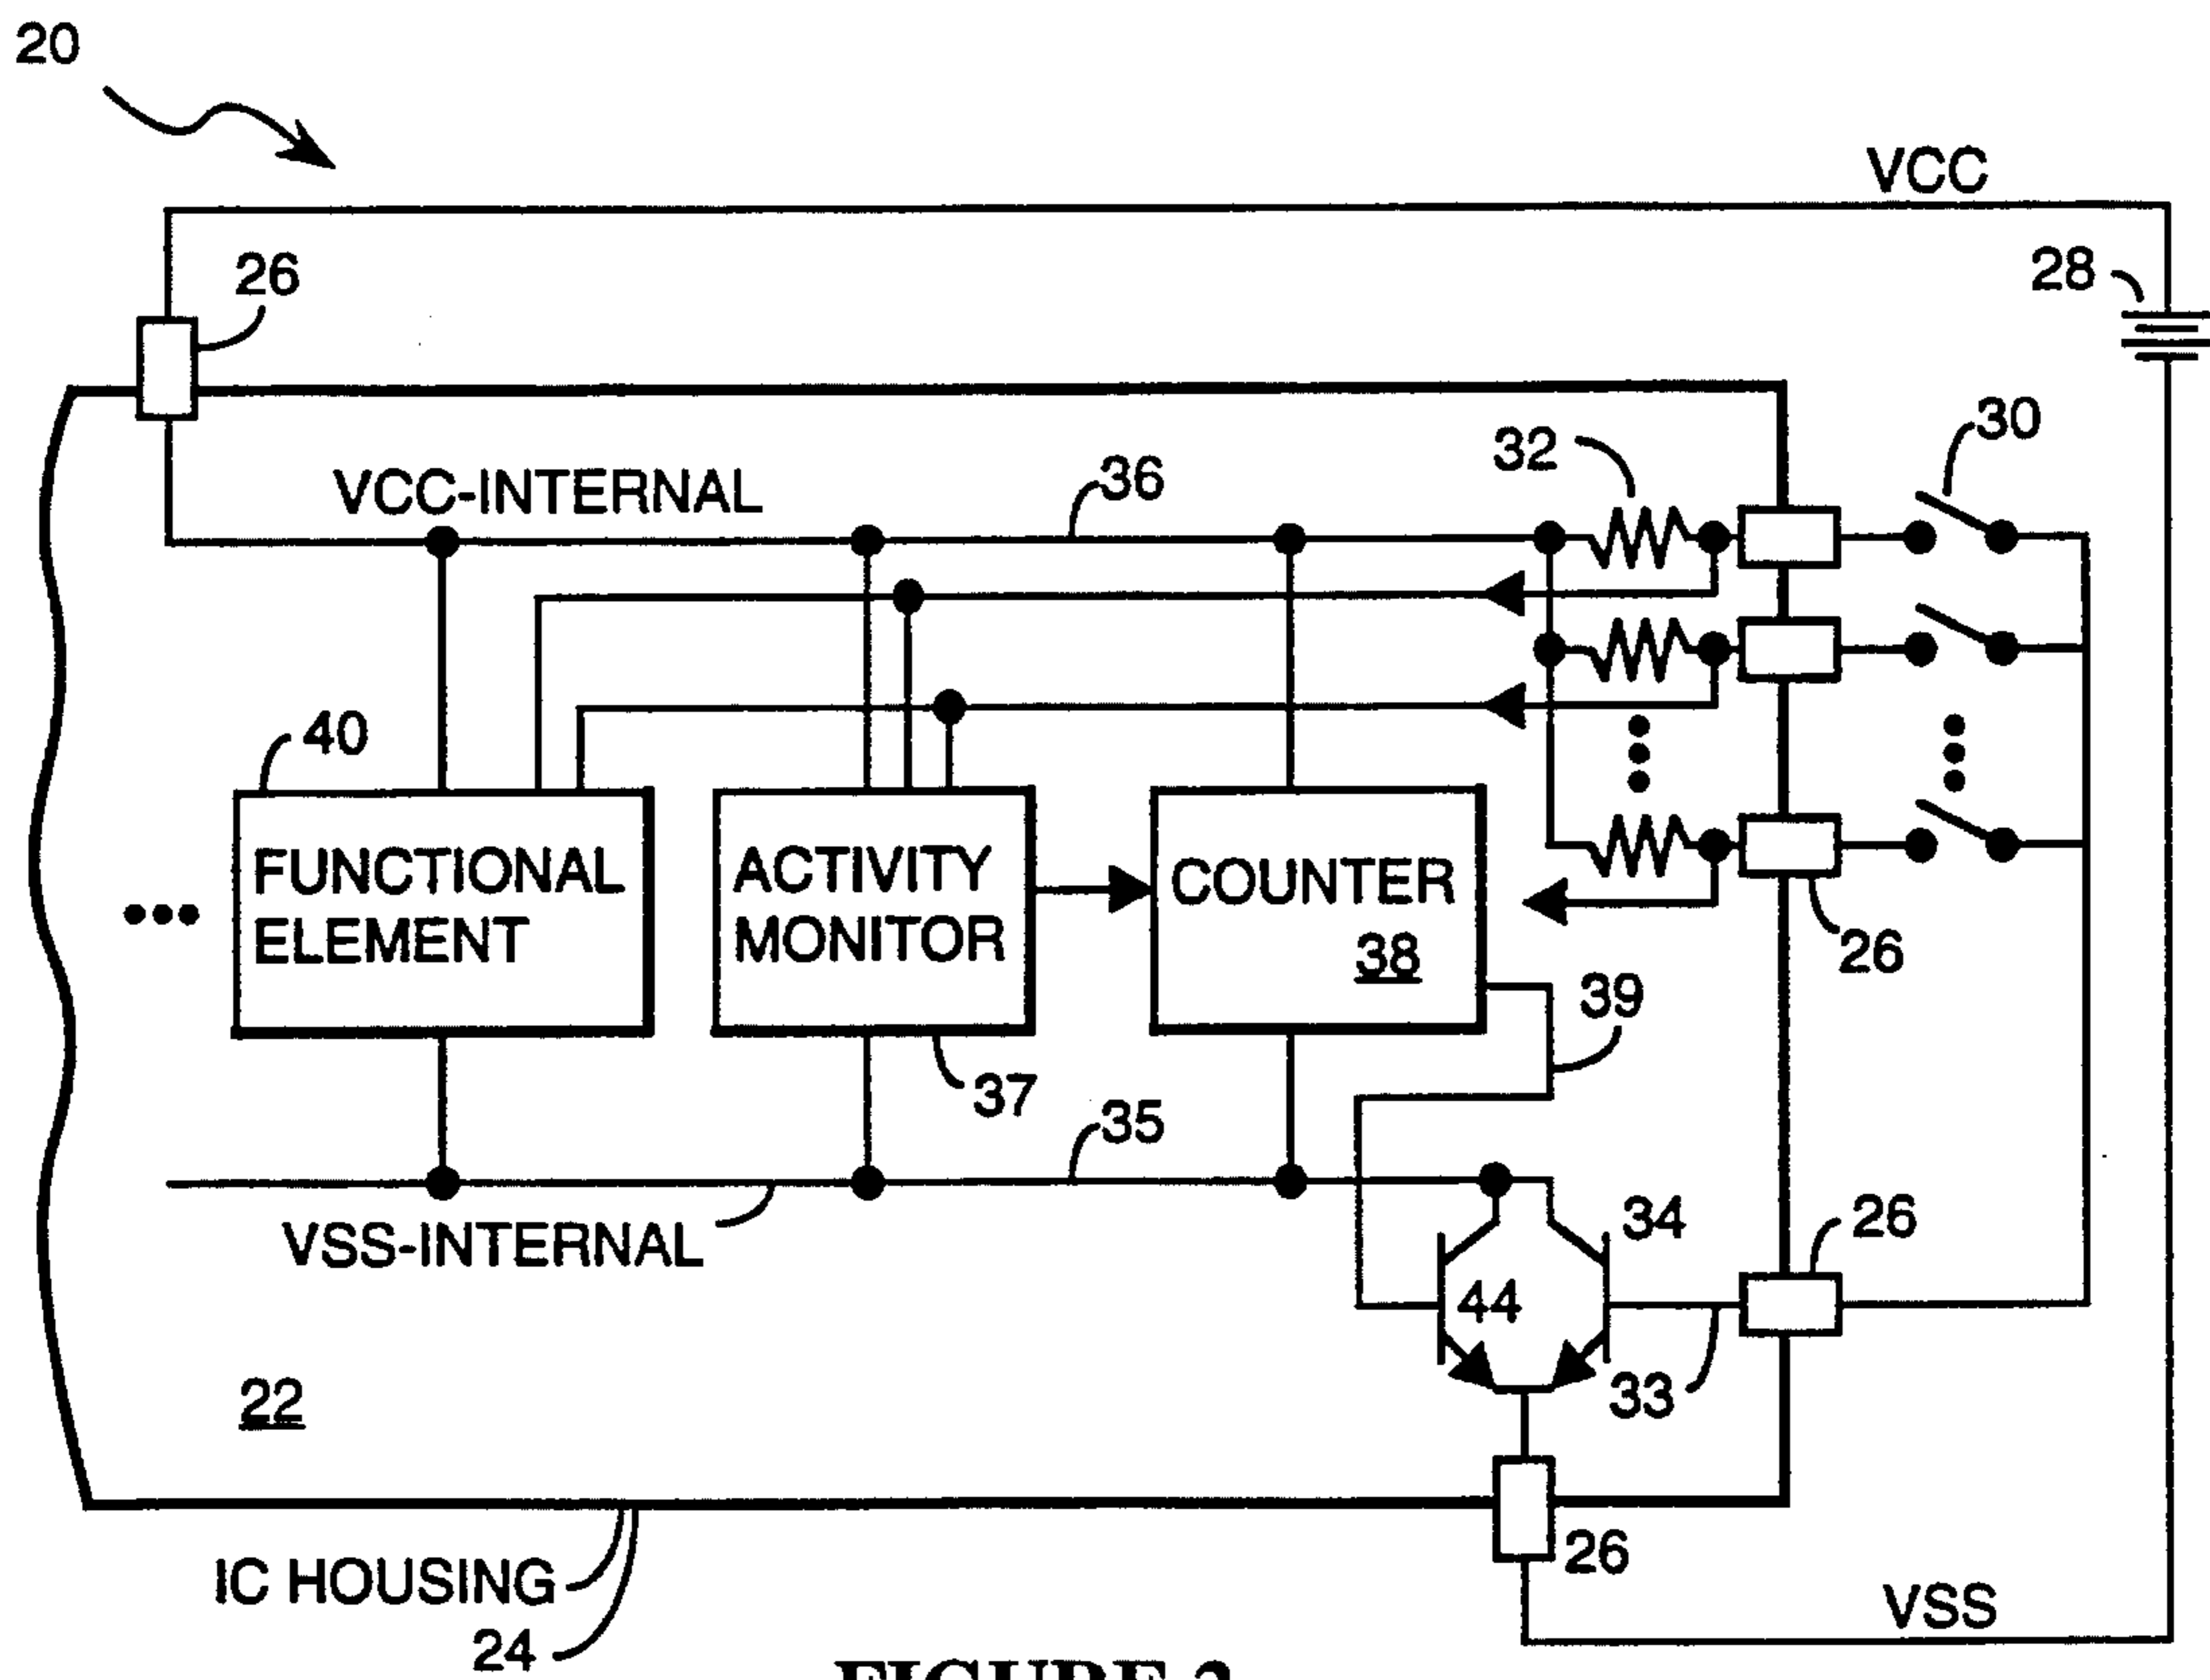 20
VCC
26
28
30
32
VCC-INTERNAL
36
40
FUNCTIONAL
ELEMENT
ACTIVITY
MONITOR
COUNTER
38
26
39
37
35
VSS-INTERNAL
34
26
44
33
22
IC HOUSING
24
26
VSS